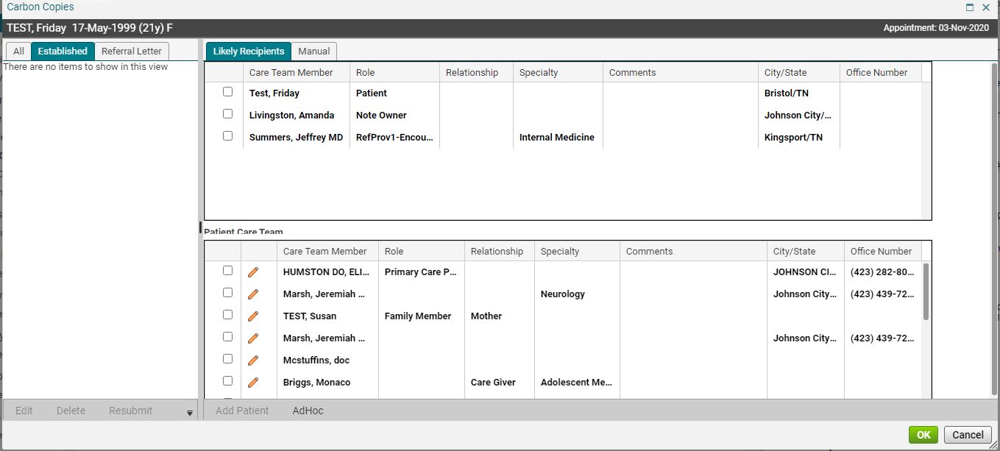 Carbon Copies
TEST, Friday 17-May-1999 (21y) F Appointment: 03-Nov-2020
All Established Referral Letter
There are no items to show in this view
Likely Recipients Manual
Care Team Member Role Relationship Specialty Comments City/State Office Number
Test, Friday Patient Bristol/TN
Livingston, Amanda Note Owner Johnson City/...
Summers, Jeffrey MD RefProv1-Encou... Internal Medicine Kingsport/TN
Patient Care Team
Care Team Member Role Relationship Specialty Comments City/State Office Number
HUMSTON DO, ELI... Primary Care P... JOHNSON CI... (423) 282-80...
Marsh, Jeremiah ... Neurology Johnson City... (423) 439-72...
TEST, Susan Family Member Mother
Marsh, Jeremiah ... Johnson City... (423) 439-72...
Mcstuffins, doc
Briggs, Monaco Care Giver Adolescent Me...
Edit Delete Resubmit Add Patient AdHoc
OK Cancel